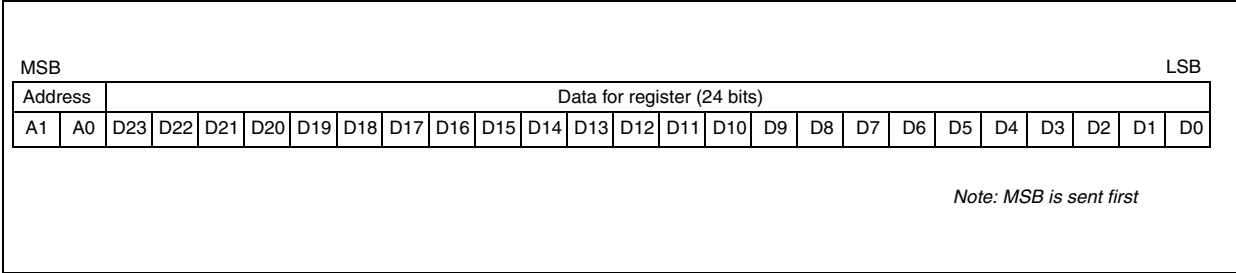 MSB LSB
Address Data for register (24 bits)
A1 A0 D23 D22 D21 D20 D19 D18 D17 D16 D15 D14 D13 D12 D11 D10 D9 D8 D7 D6 D5 D4 D3 D2 D1 D0
Note: MSB is sent first